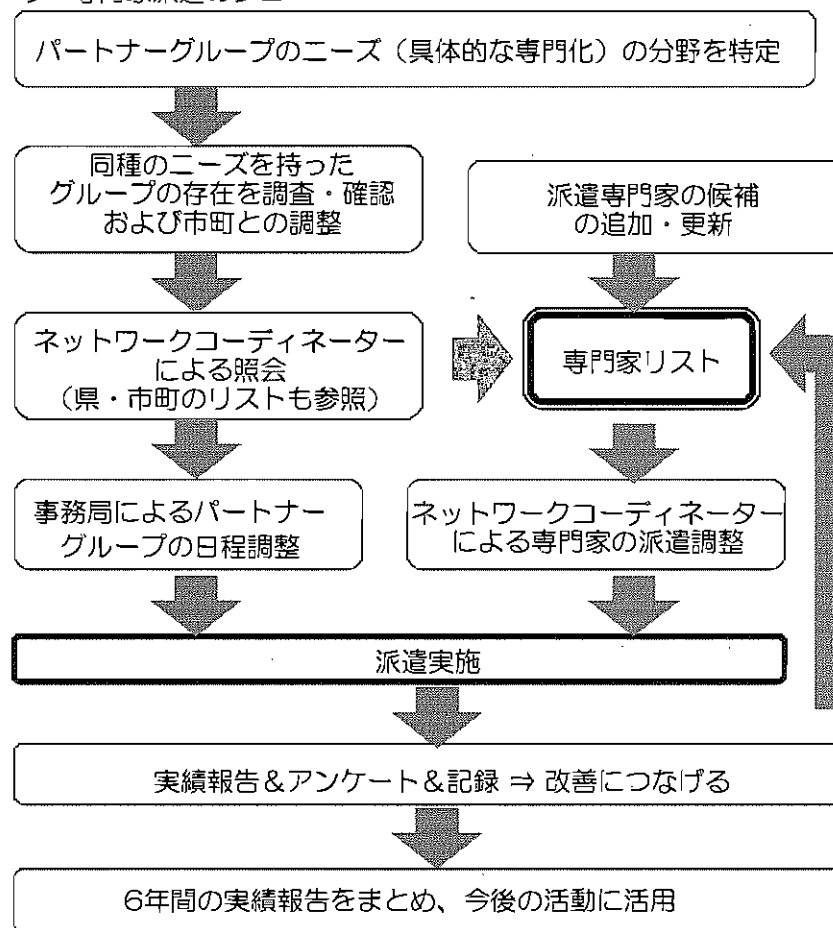 専門家派遣のフロー
パートナーグループのニーズ（具体的な専門化）の分野を特定
同種のニーズを持った
グループの存在を調査・確認
および市町との調整
派遣専門家の候補
の追加・更新
ネットワークコーディネーター
による照会
（県・市町のリストも参照）
専門家リスト
事務局によるパートナー
グループの日程調整
ネットワークコーディネーター
による専門家の派遣調整
派遣実施
実績報告＆アンケート＆記録 ⇒ 改善につなげる
6年間の実績報告をまとめ、今後の活動に活用